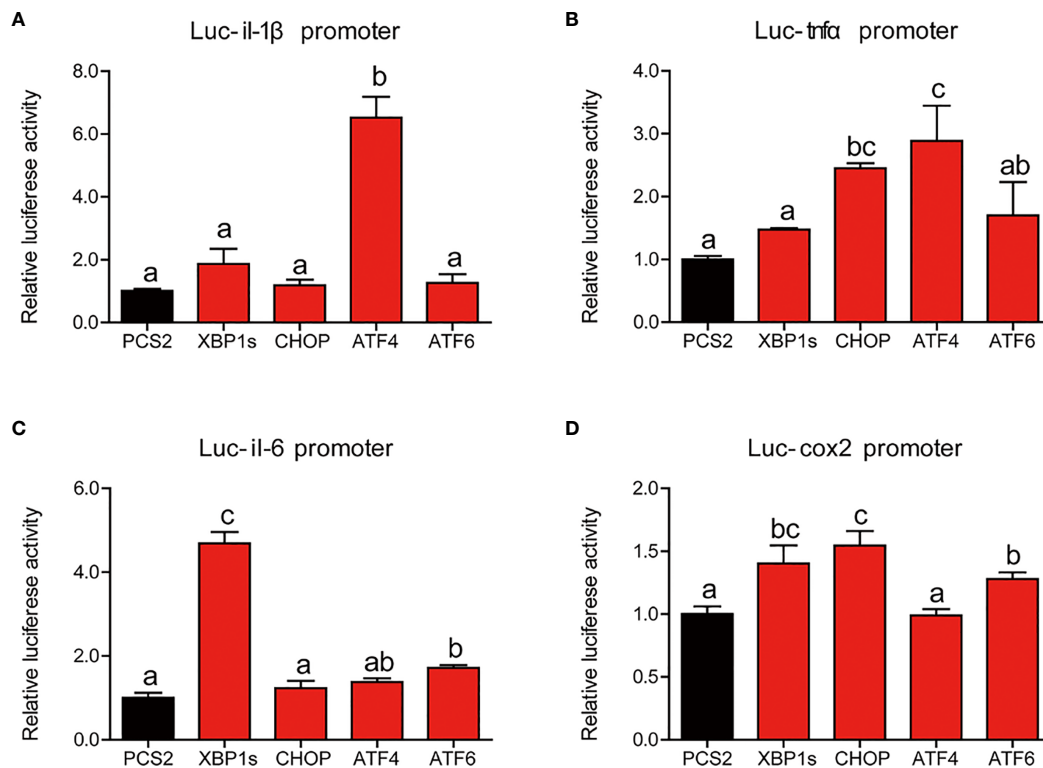 A
Luc-il-1β promoter
Relative luciferese activity
8.0
6.0
4.0
2.0
0.0
a
a
a
b
a
PCS2 XBP1s CHOP ATF4 ATF6
B
Luc-tnfα promoter
Relative luciferese activity
4.0
3.0
2.0
1.0
0.0
a
a
bc
c
ab
PCS2 XBP1s CHOP ATF4 ATF6
C
Luc-il-6 promoter
Relative luciferese activity
6.0
4.0
2.0
0.0
a
c
a
ab
b
PCS2 XBP1s CHOP ATF4 ATF6
D
Luc-cox2 promoter
Relative luciferese activity
2.0
1.5
1.0
0.5
0.0
a
bc
c
a
b
PCS2 XBP1s CHOP ATF4 ATF6